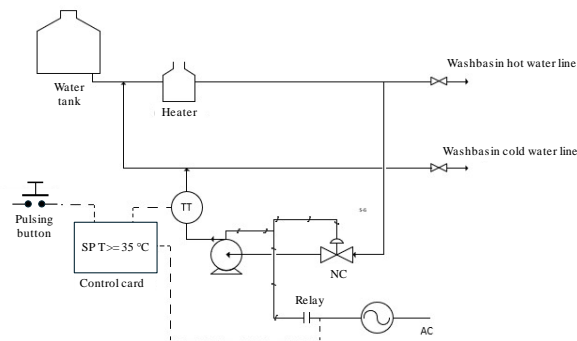 Washbasin hot water line
Water
tank
Heater
Washbasin cold water line
TT
Pulsing
button
SP T>=35 °C
Control card
NC
Relay
AC